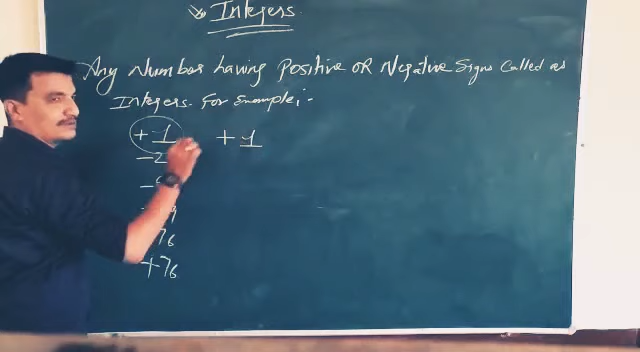 Integers
Any Number having Positive OR Negative Signs Called as
Integers. For Example:-
+1 +1
-2
+76